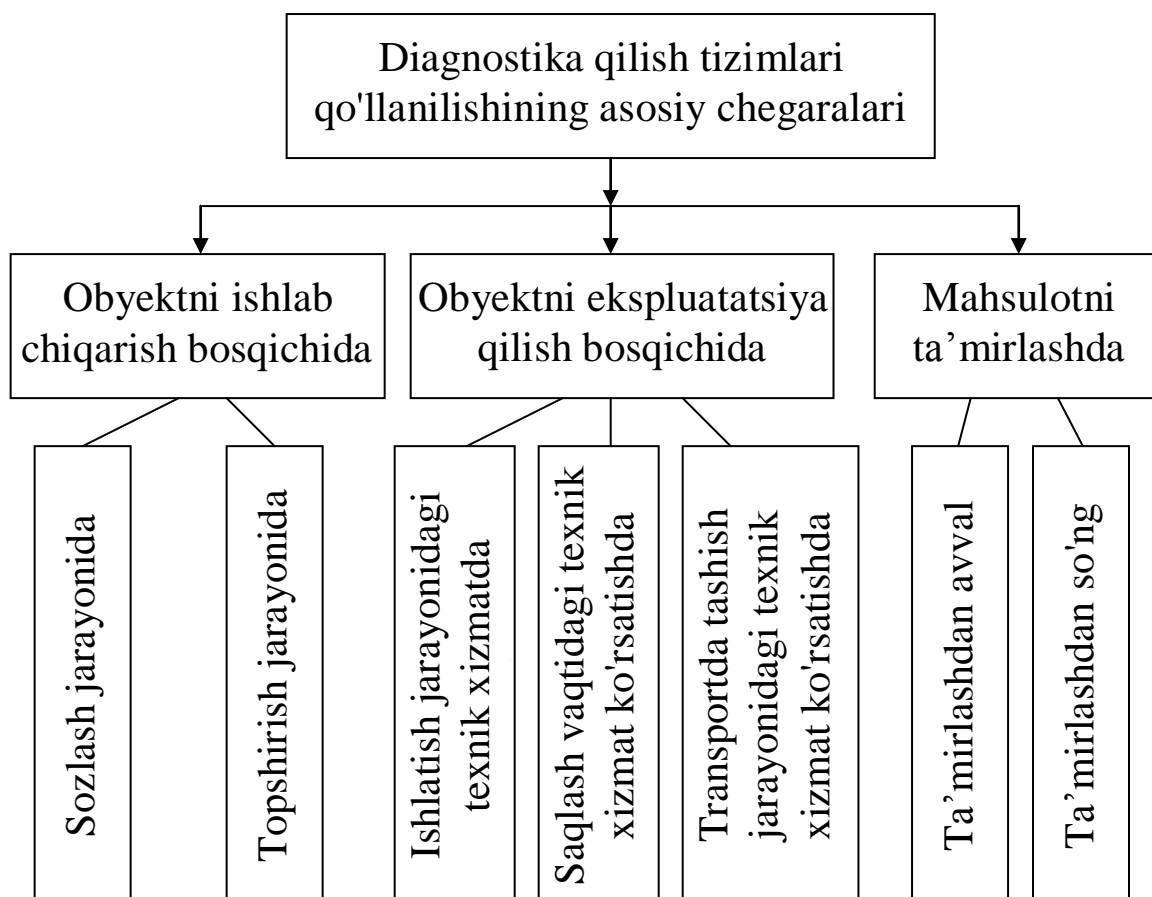 Diagnostika qilish tizimlari
qo'llanilishining asosiy chegaralari
Obyektni ishlab
chiqarish bosqichida
Obyektni ekspluatatsiya
qilish bosqichida
Mahsulotni
ta’mirlashda
Sozlash jarayonida
Topshirish jarayonida
Ishlatish jarayonidagi
texnik xizmatda
Saqlash vaqtidagi texnik
xizmat ko'rsatishda
Transportda tashish
jarayonidagi texnik
xizmat ko'rsatishda
Ta’mirlashdan avval
Ta’mirlashdan so'ng